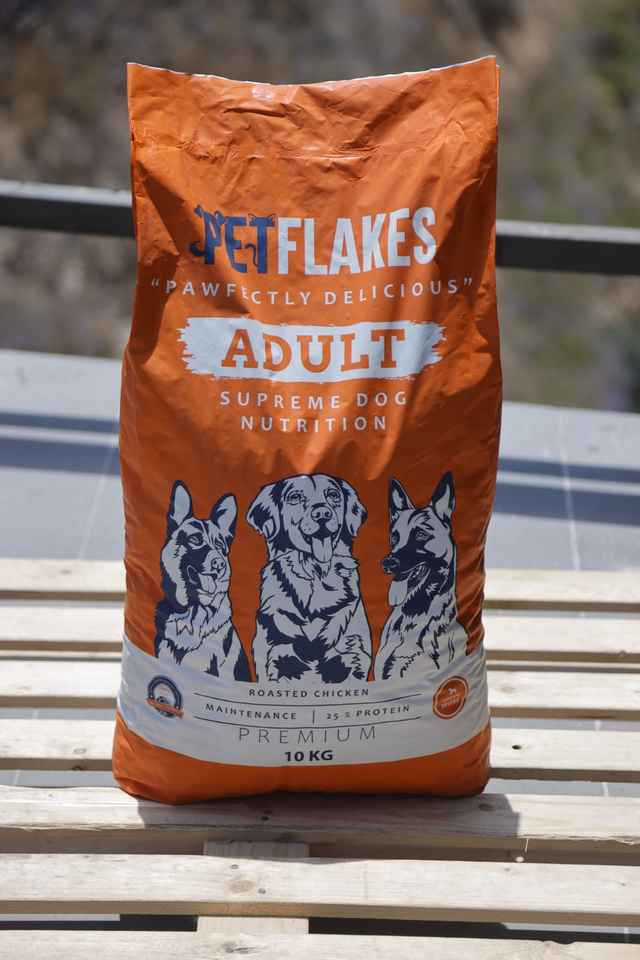 PETFLAKES
"PAWFECTLY DELICIOUS"
ADULT
SUPREME DOG
NUTRITION
ROASTED CHICKEN
MAINTENANCE | 25 % PROTEIN
PREMIUM
10 KG